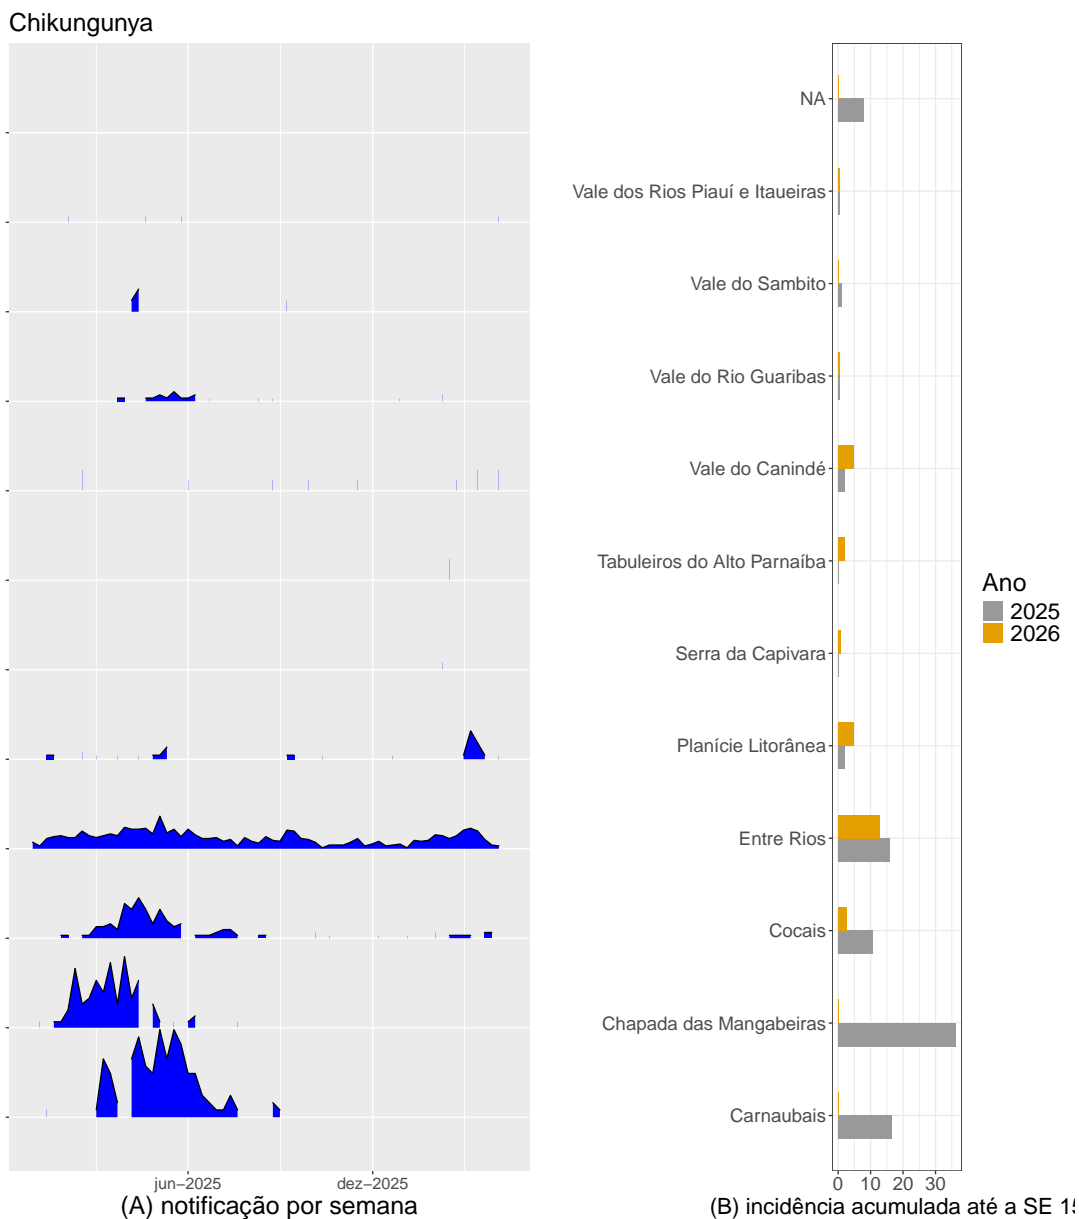 Chikungunya
NA
Vale dos Rios Piauí e Itaueiras
Vale do Sambito
Vale do Rio Guaribas
Vale do Canindé
Tabuleiros do Alto Parnaíba
Serra da Capivara
Planície Litorânea
Entre Rios
Cocais
Chapada das Mangabeiras
Carnaubais
Ano
2025
2026
jun–2025 dez–2025
0 10 20 30
(A) notificação por semana
(B) incidência acumulada até a SE 15